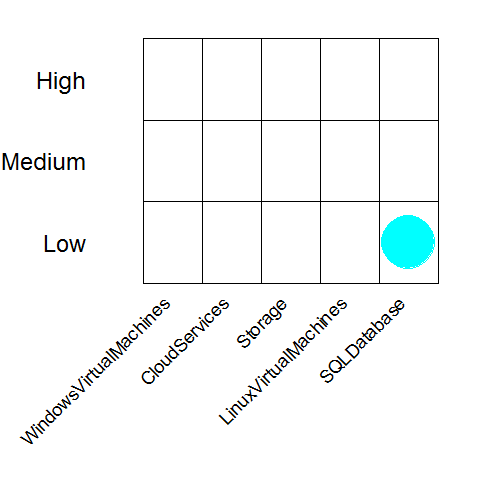 High
Medium
Low
WindowsVirtualMachines
CloudServices
Storage
LinuxVirtualMachines
SQLDatabase